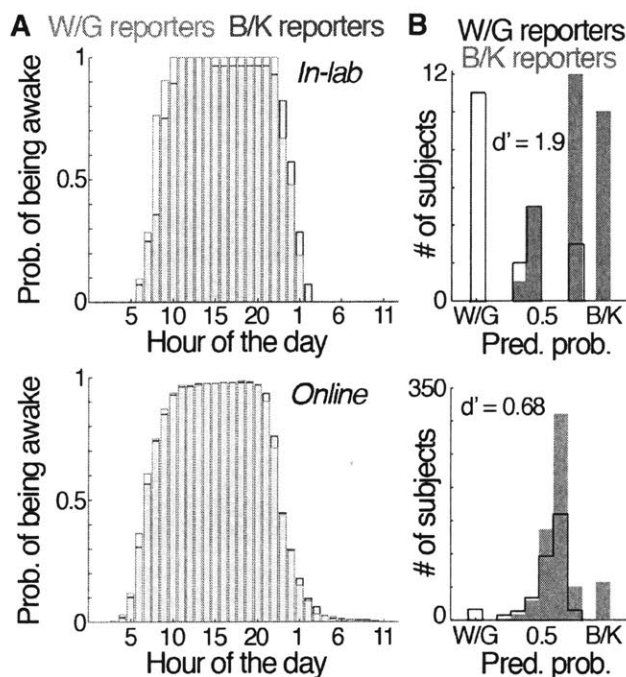 A W/G reporters B/K reporters
In-lab
Prob. of being awake
1
0.5
0
5 10 15 20 1 6 11
Hour of the day
B W/G reporters
B/K reporters
12
d' = 1.9
# of subjects
0
W/G 0.5 B/K
Pred. prob.
Online
Prob. of being awake
1
0.5
0
5 10 15 20 1 6 11
Hour of the day
350
d' = 0.68
# of subjects
0
W/G 0.5 B/K
Pred. prob.